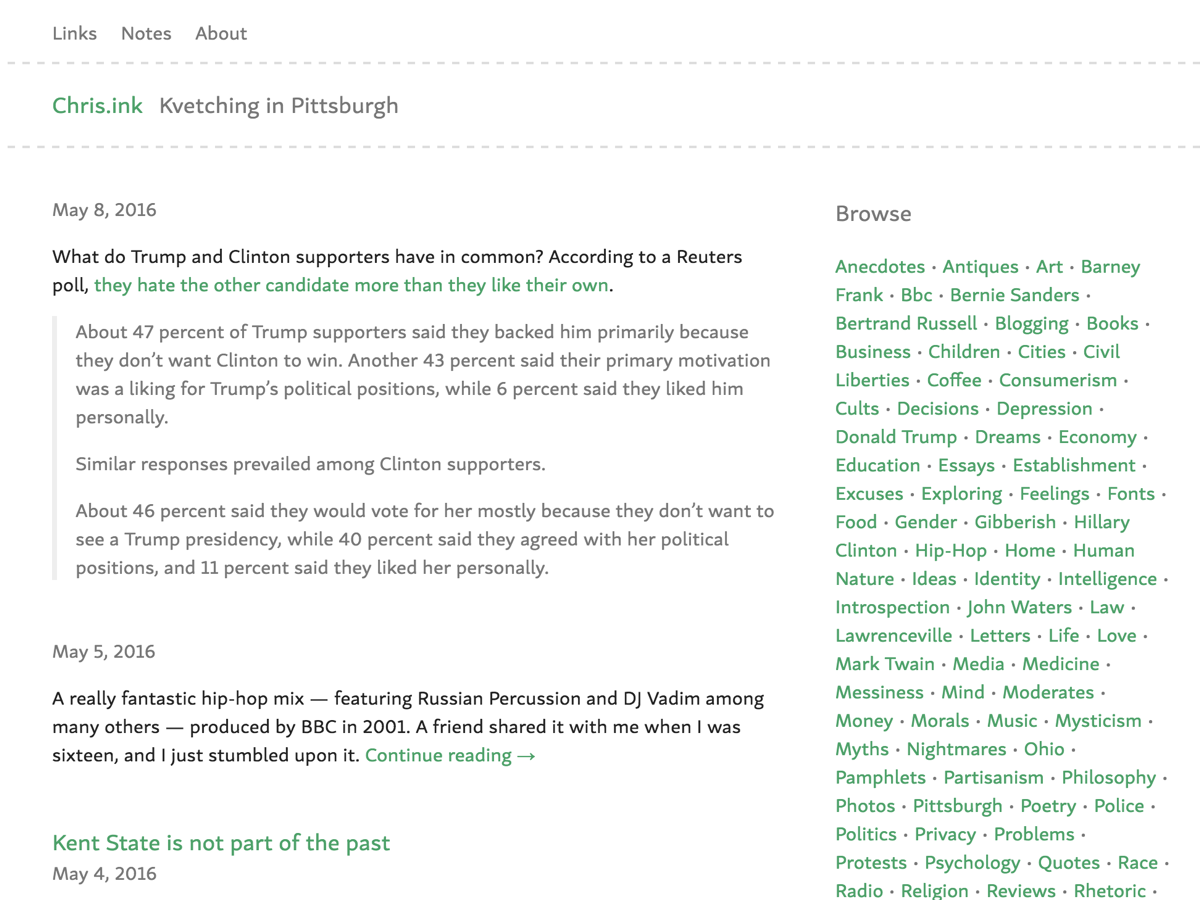 Links Notes About
Chris.ink Kvetching in Pittsburgh
May 8, 2016
What do Trump and Clinton supporters have in common? According to a Reuters
poll, they hate the other candidate more than they like their own.
About 47 percent of Trump supporters said they backed him primarily because
they don’t want Clinton to win. Another 43 percent said their primary motivation
was a liking for Trump’s political positions, while 6 percent said they liked him
personally.
Similar responses prevailed among Clinton supporters.
About 46 percent said they would vote for her mostly because they don’t want to
see a Trump presidency, while 40 percent said they agreed with her political
positions, and 11 percent said they liked her personally.
May 5, 2016
A really fantastic hip-hop mix — featuring Russian Percussion and DJ Vadim among
many others — produced by BBC in 2001. A friend shared it with me when I was
sixteen, and I just stumbled upon it. Continue reading →
Kent State is not part of the past
May 4, 2016
Browse
Anecdotes · Antiques · Art · Barney
Frank · Bbc · Bernie Sanders ·
Bertrand Russell · Blogging · Books ·
Business · Children · Cities · Civil
Liberties · Coffee · Consumerism ·
Cults · Decisions · Depression ·
Donald Trump · Dreams · Economy ·
Education · Essays · Establishment ·
Excuses · Exploring · Feelings · Fonts ·
Food · Gender · Gibberish · Hillary
Clinton · Hip-Hop · Home · Human
Nature · Ideas · Identity · Intelligence ·
Introspection · John Waters · Law ·
Lawrenceville · Letters · Life · Love ·
Mark Twain · Media · Medicine ·
Messiness · Mind · Moderates ·
Money · Morals · Music · Mysticism ·
Myths · Nightmares · Ohio ·
Pamphlets · Partisanism · Philosophy ·
Photos · Pittsburgh · Poetry · Police ·
Politics · Privacy · Problems ·
Protests · Psychology · Quotes · Race ·
Radio · Religion · Reviews · Rhetoric ·